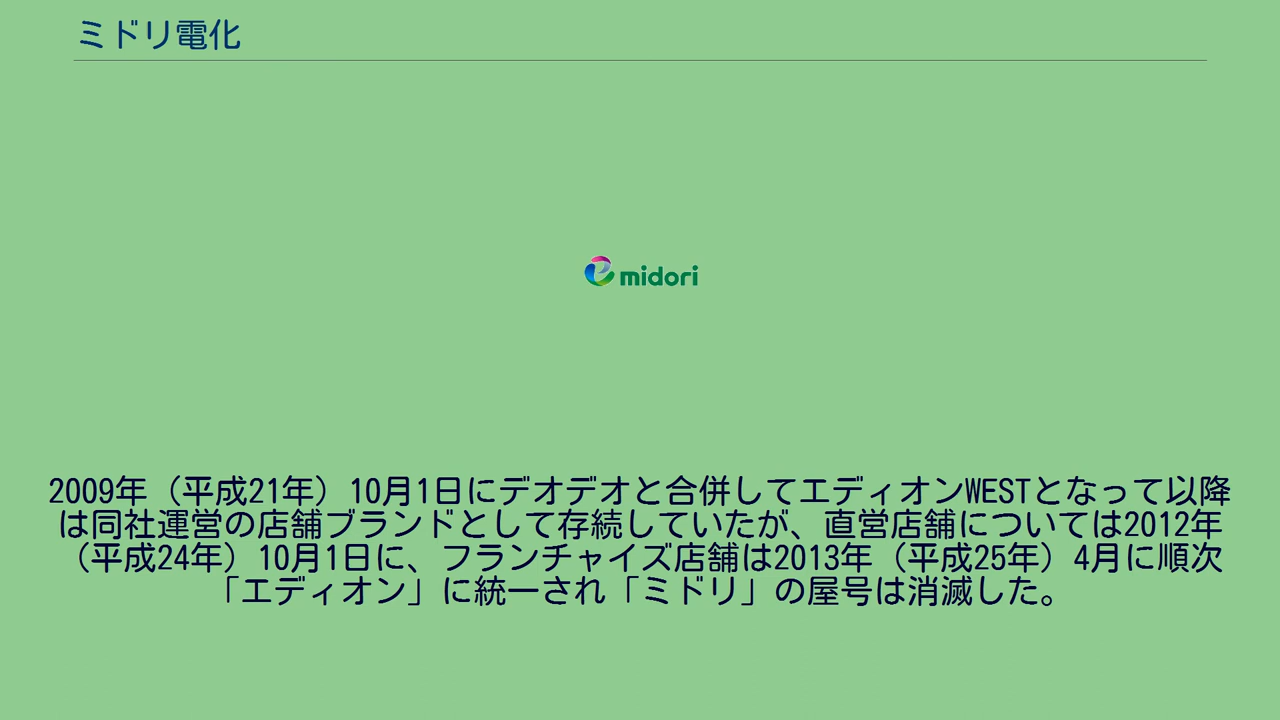 ミドリ電化
midori
2009年（平成21年）10月1日にデオデオと合併してエディオンWESTとなって以降
は同社運営の店舗ブランドとして存続していたが、直営店舗については2012年
（平成24年）10月1日に、フランチャイズ店舗は2013年（平成25年）4月に順次
「エディオン」に統一され「ミドリ」の屋号は消滅した。